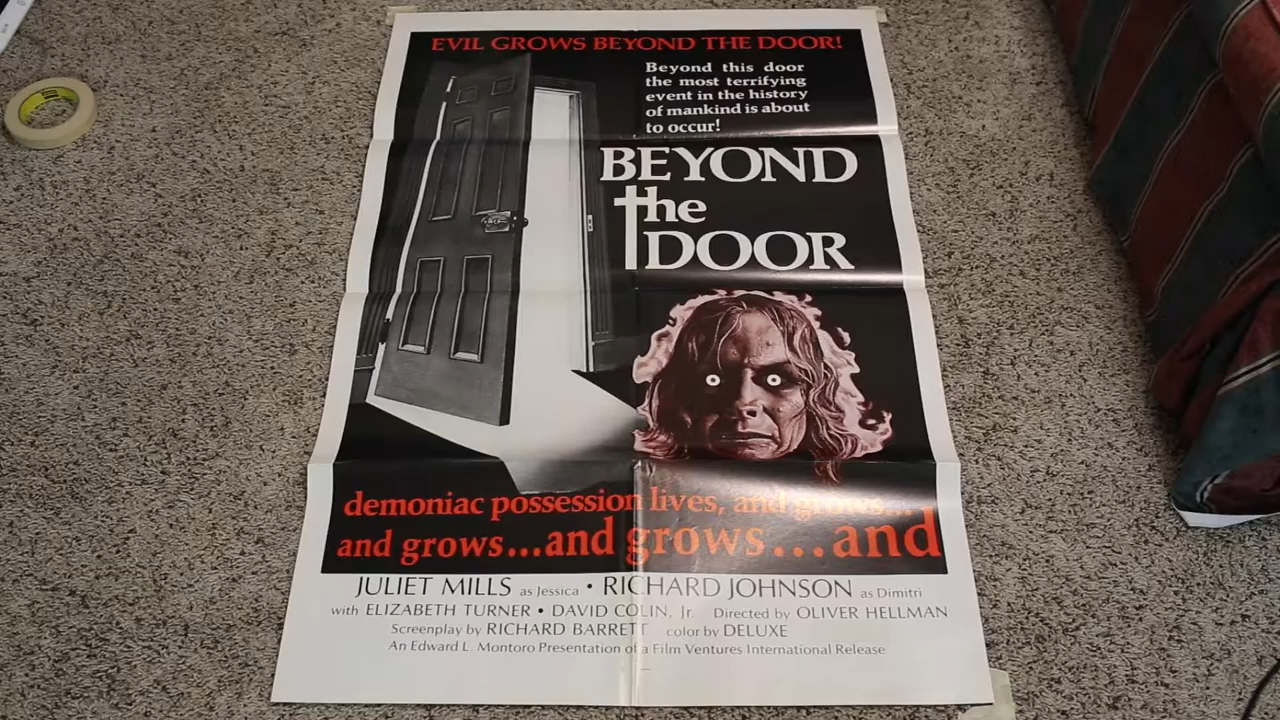 EVIL GROWS BEYOND THE DOOR!
Beyond this door
the most terrifying
event in the history
of mankind is about
to occur!
BEYOND
the
DOOR
demoniac possession lives, and grows...
and grows...and grows...and
JULIET MILLS as Jessica • RICHARD JOHNSON as Dimitri
with ELIZABETH TURNER • DAVID COLIN, Jr. Directed by OLIVER HELLMAN
Screenplay by RICHARD BARRETT color by DELUXE
An Edward L. Montoro Presentation of a Film Ventures International Release